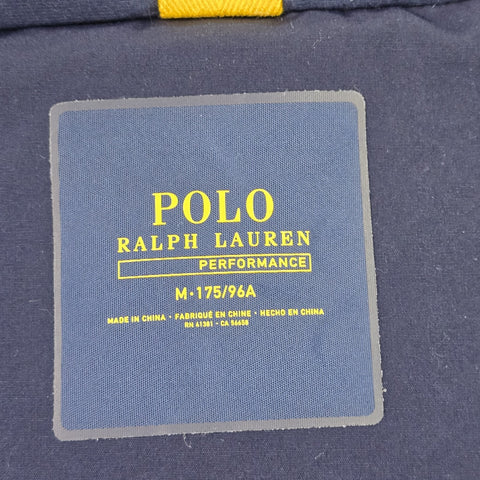 POLO
RALPH LAUREN
PERFORMANCE
M•175/96A
MADE IN CHINA • FABRIQUÉ EN CHINE • HECHO EN CHINA
RN 41381 • CA 56658